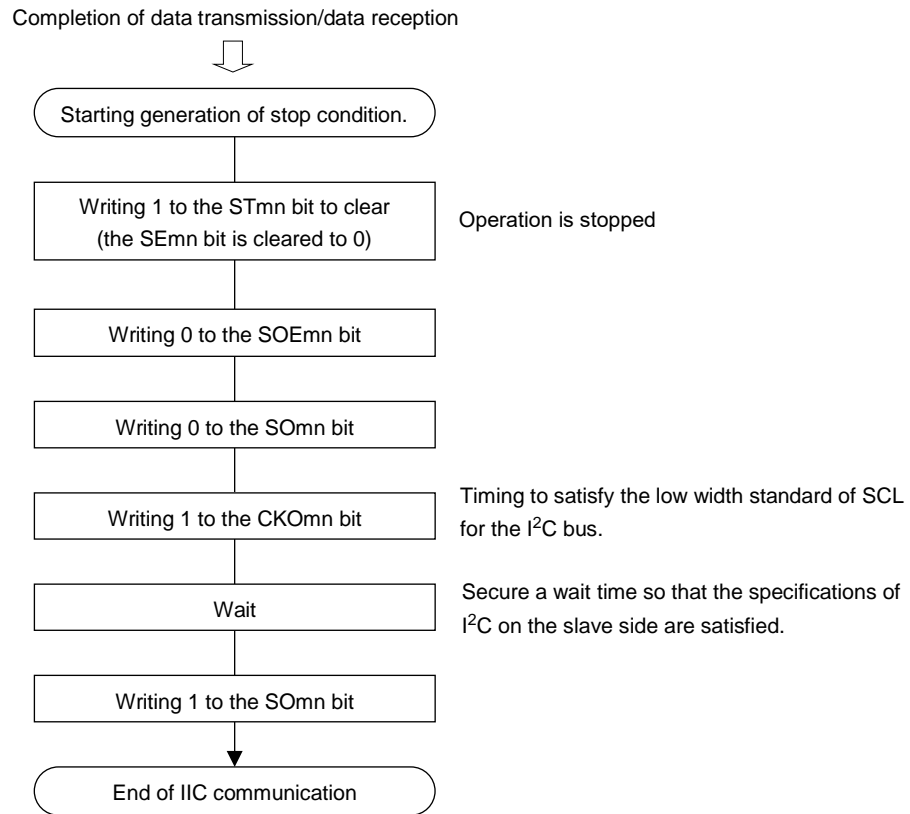 Completion of data transmission/data reception
Starting generation of stop condition.
Writing 1 to the STmn bit to clear
(the SEmn bit is cleared to 0)
Operation is stopped
Writing 0 to the SOEmn bit
Writing 0 to the SOmn bit
Writing 1 to the CKOmn bit
Timing to satisfy the low width standard of SCL
for the I²C bus.
Wait
Secure a wait time so that the specifications of
I²C on the slave side are satisfied.
Writing 1 to the SOmn bit
End of IIC communication